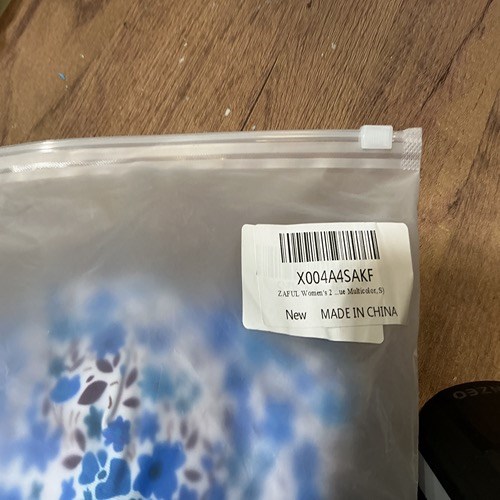 X004A4SAKF
ZAFUL Women's 2 ...ue Multicolor,S)
New MADE IN CHINA